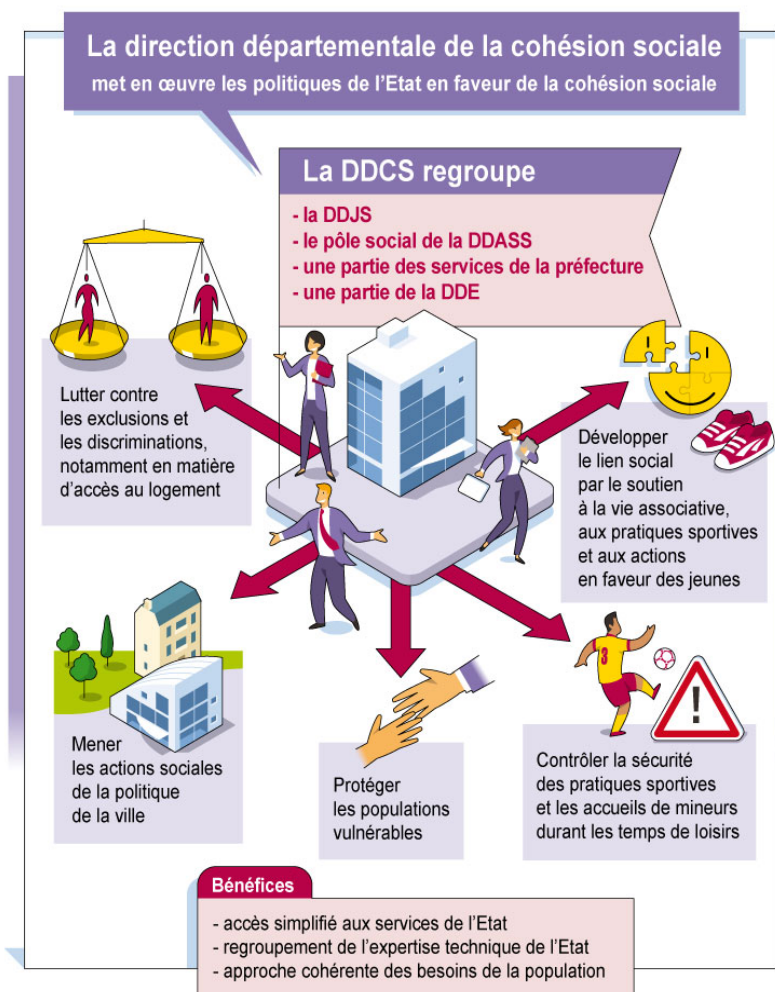 La direction départementale de la cohésion sociale
met en œuvre les politiques de l'Etat en faveur de la cohésion sociale
La DDCS regroupe
- la DDJS
- le pôle social de la DDASS
- une partie des services de la préfecture
- une partie de la DDE
Lutter contre
les exclusions et
les discriminations,
notamment en matière
d'accès au logement
Développer
le lien social
par le soutien
à la vie associative,
aux pratiques sportives
et aux actions
en faveur des jeunes
Mener
les actions sociales
de la politique
de la ville
Protéger
les populations
vulnérables
3
!
Contrôler la sécurité
des pratiques sportives
et les accueils de mineurs
durant les temps de loisirs
Bénéfices
- accès simplifié aux services de l'Etat
- regroupement de l'expertise technique de l'Etat
- approche cohérente des besoins de la population